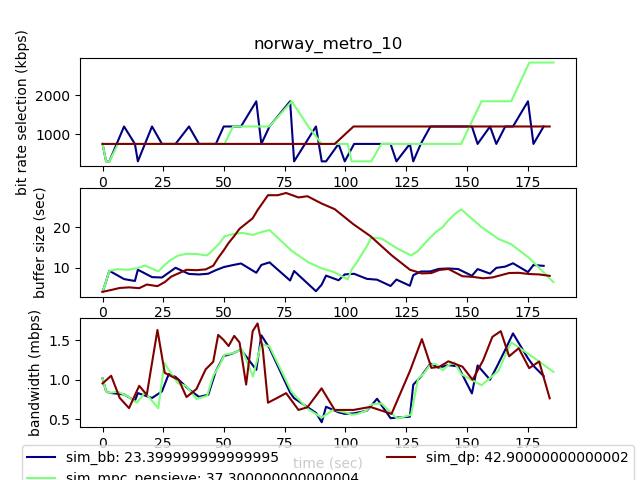 norway_metro_10
bit rate selection (kbps)
2000
1000
0 25 50 75 100 125 150 175
buffer size (sec)
20
10
0 25 50 75 100 125 150 175
bandwidth (mbps)
1.5
1.0
0.5
0 25 50 75 100 125 150 175
time (sec)
sim_bb: 23.399999999999995
sim_dp: 42.90000000000002
sim_mpc_pensieve: 37.300000000000004